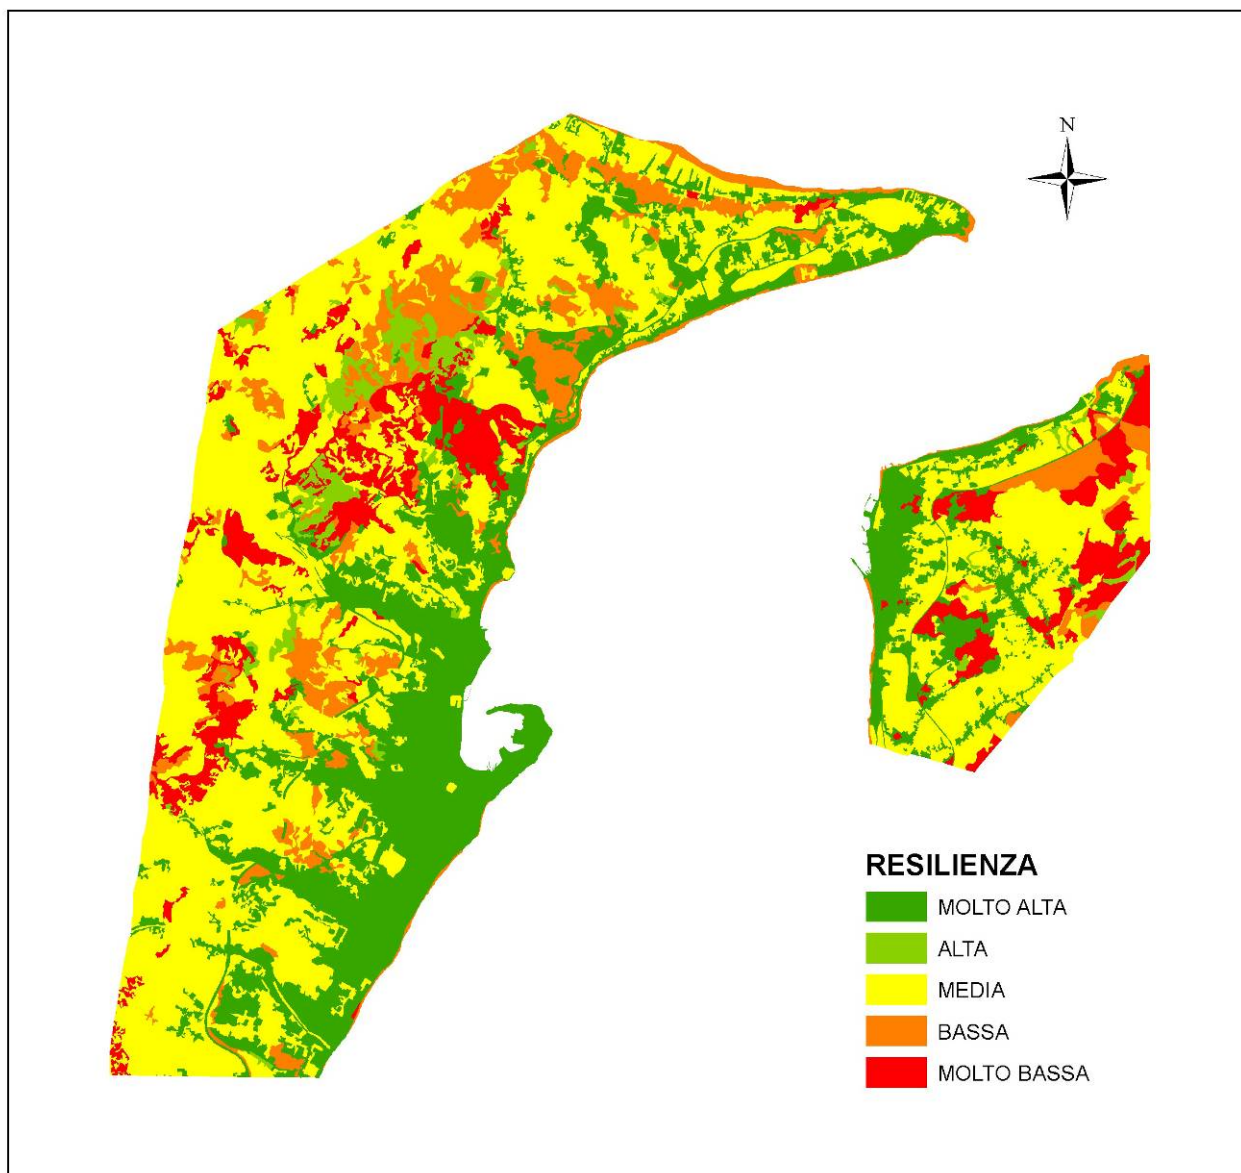 N
RESILIENZA
MOLTO ALTA
ALTA
MEDIA
BASSA
MOLTO BASSA